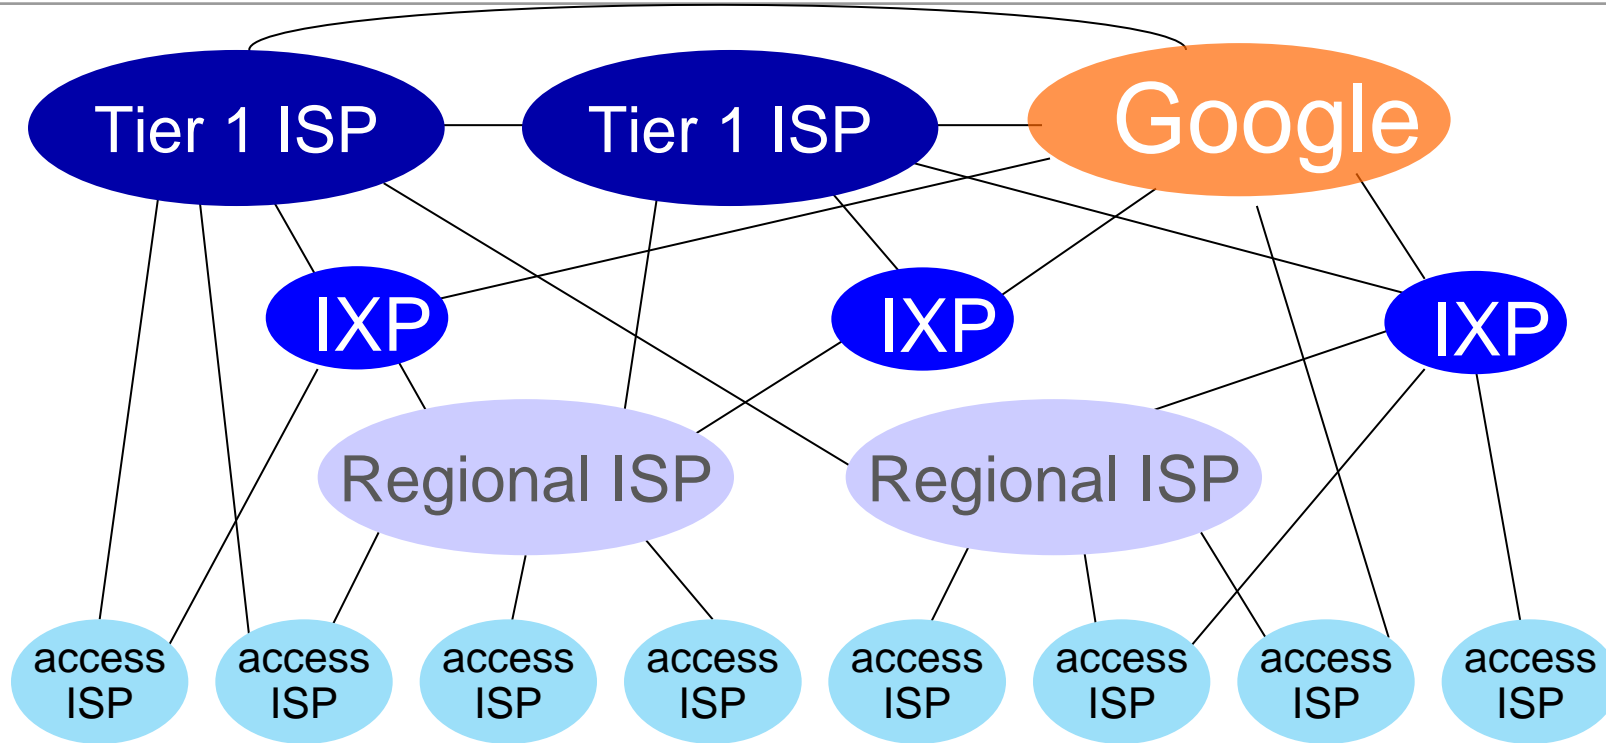 Tier 1 ISP
Tier 1 ISP
Google
IXP
IXP
IXP
Regional ISP
Regional ISP
access
ISP
access
ISP
access
ISP
access
ISP
access
ISP
access
ISP
access
ISP
access
ISP